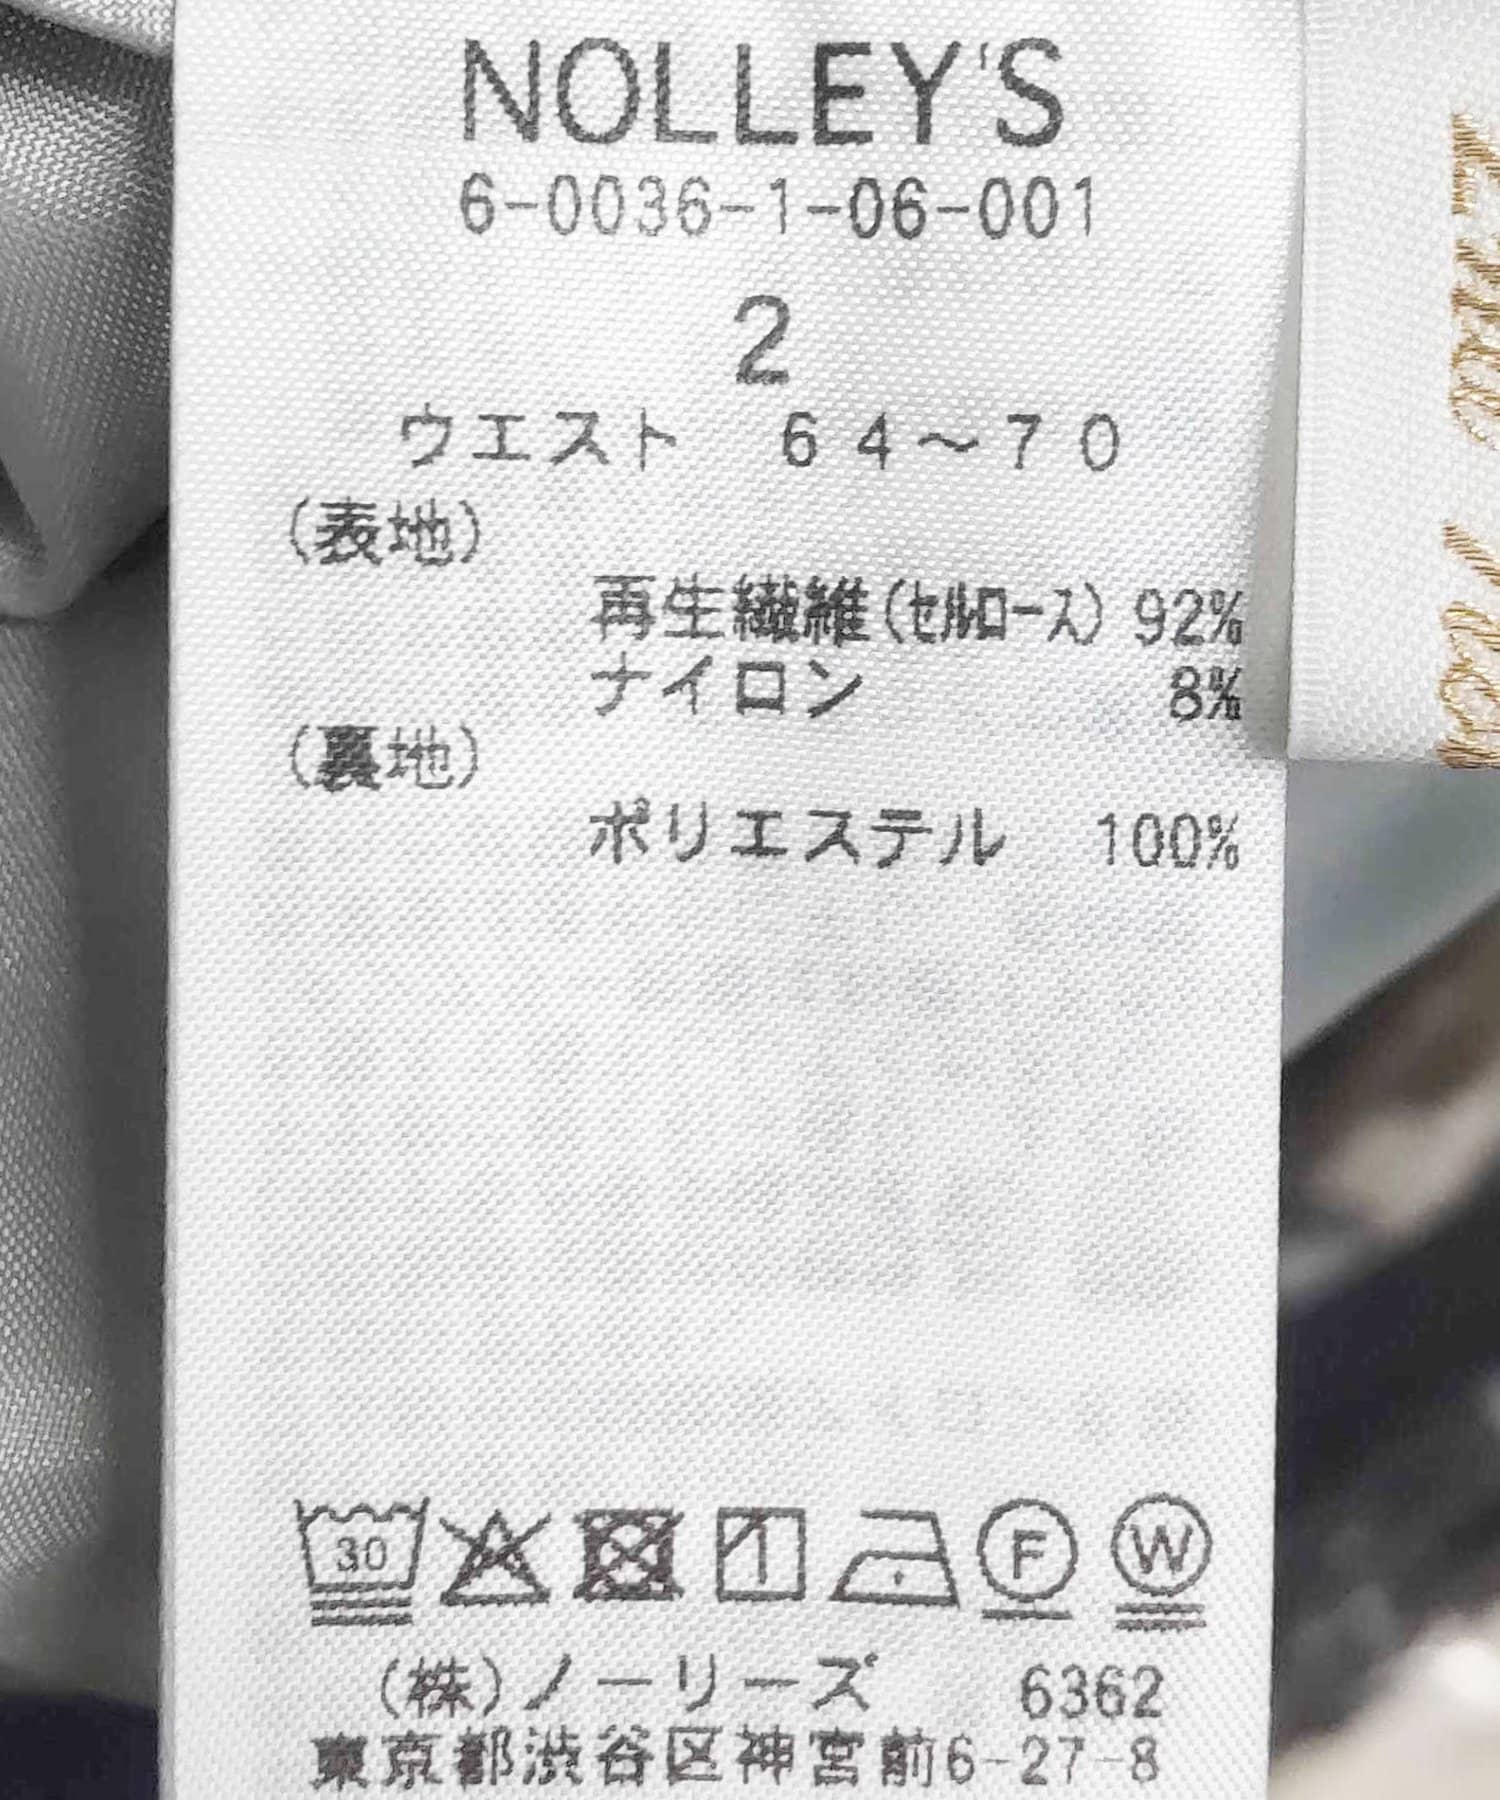 NOLLEY'S
6-0036-1-06-001
2
ウエスト 64～70
(表地)
再生繊維(セルロース) 92%
ナイロン 8%
(裏地)
ポリエステル 100%
30
F
W
(株)ノーリーズ 6362
東京都渋谷区神宮前6-27-8